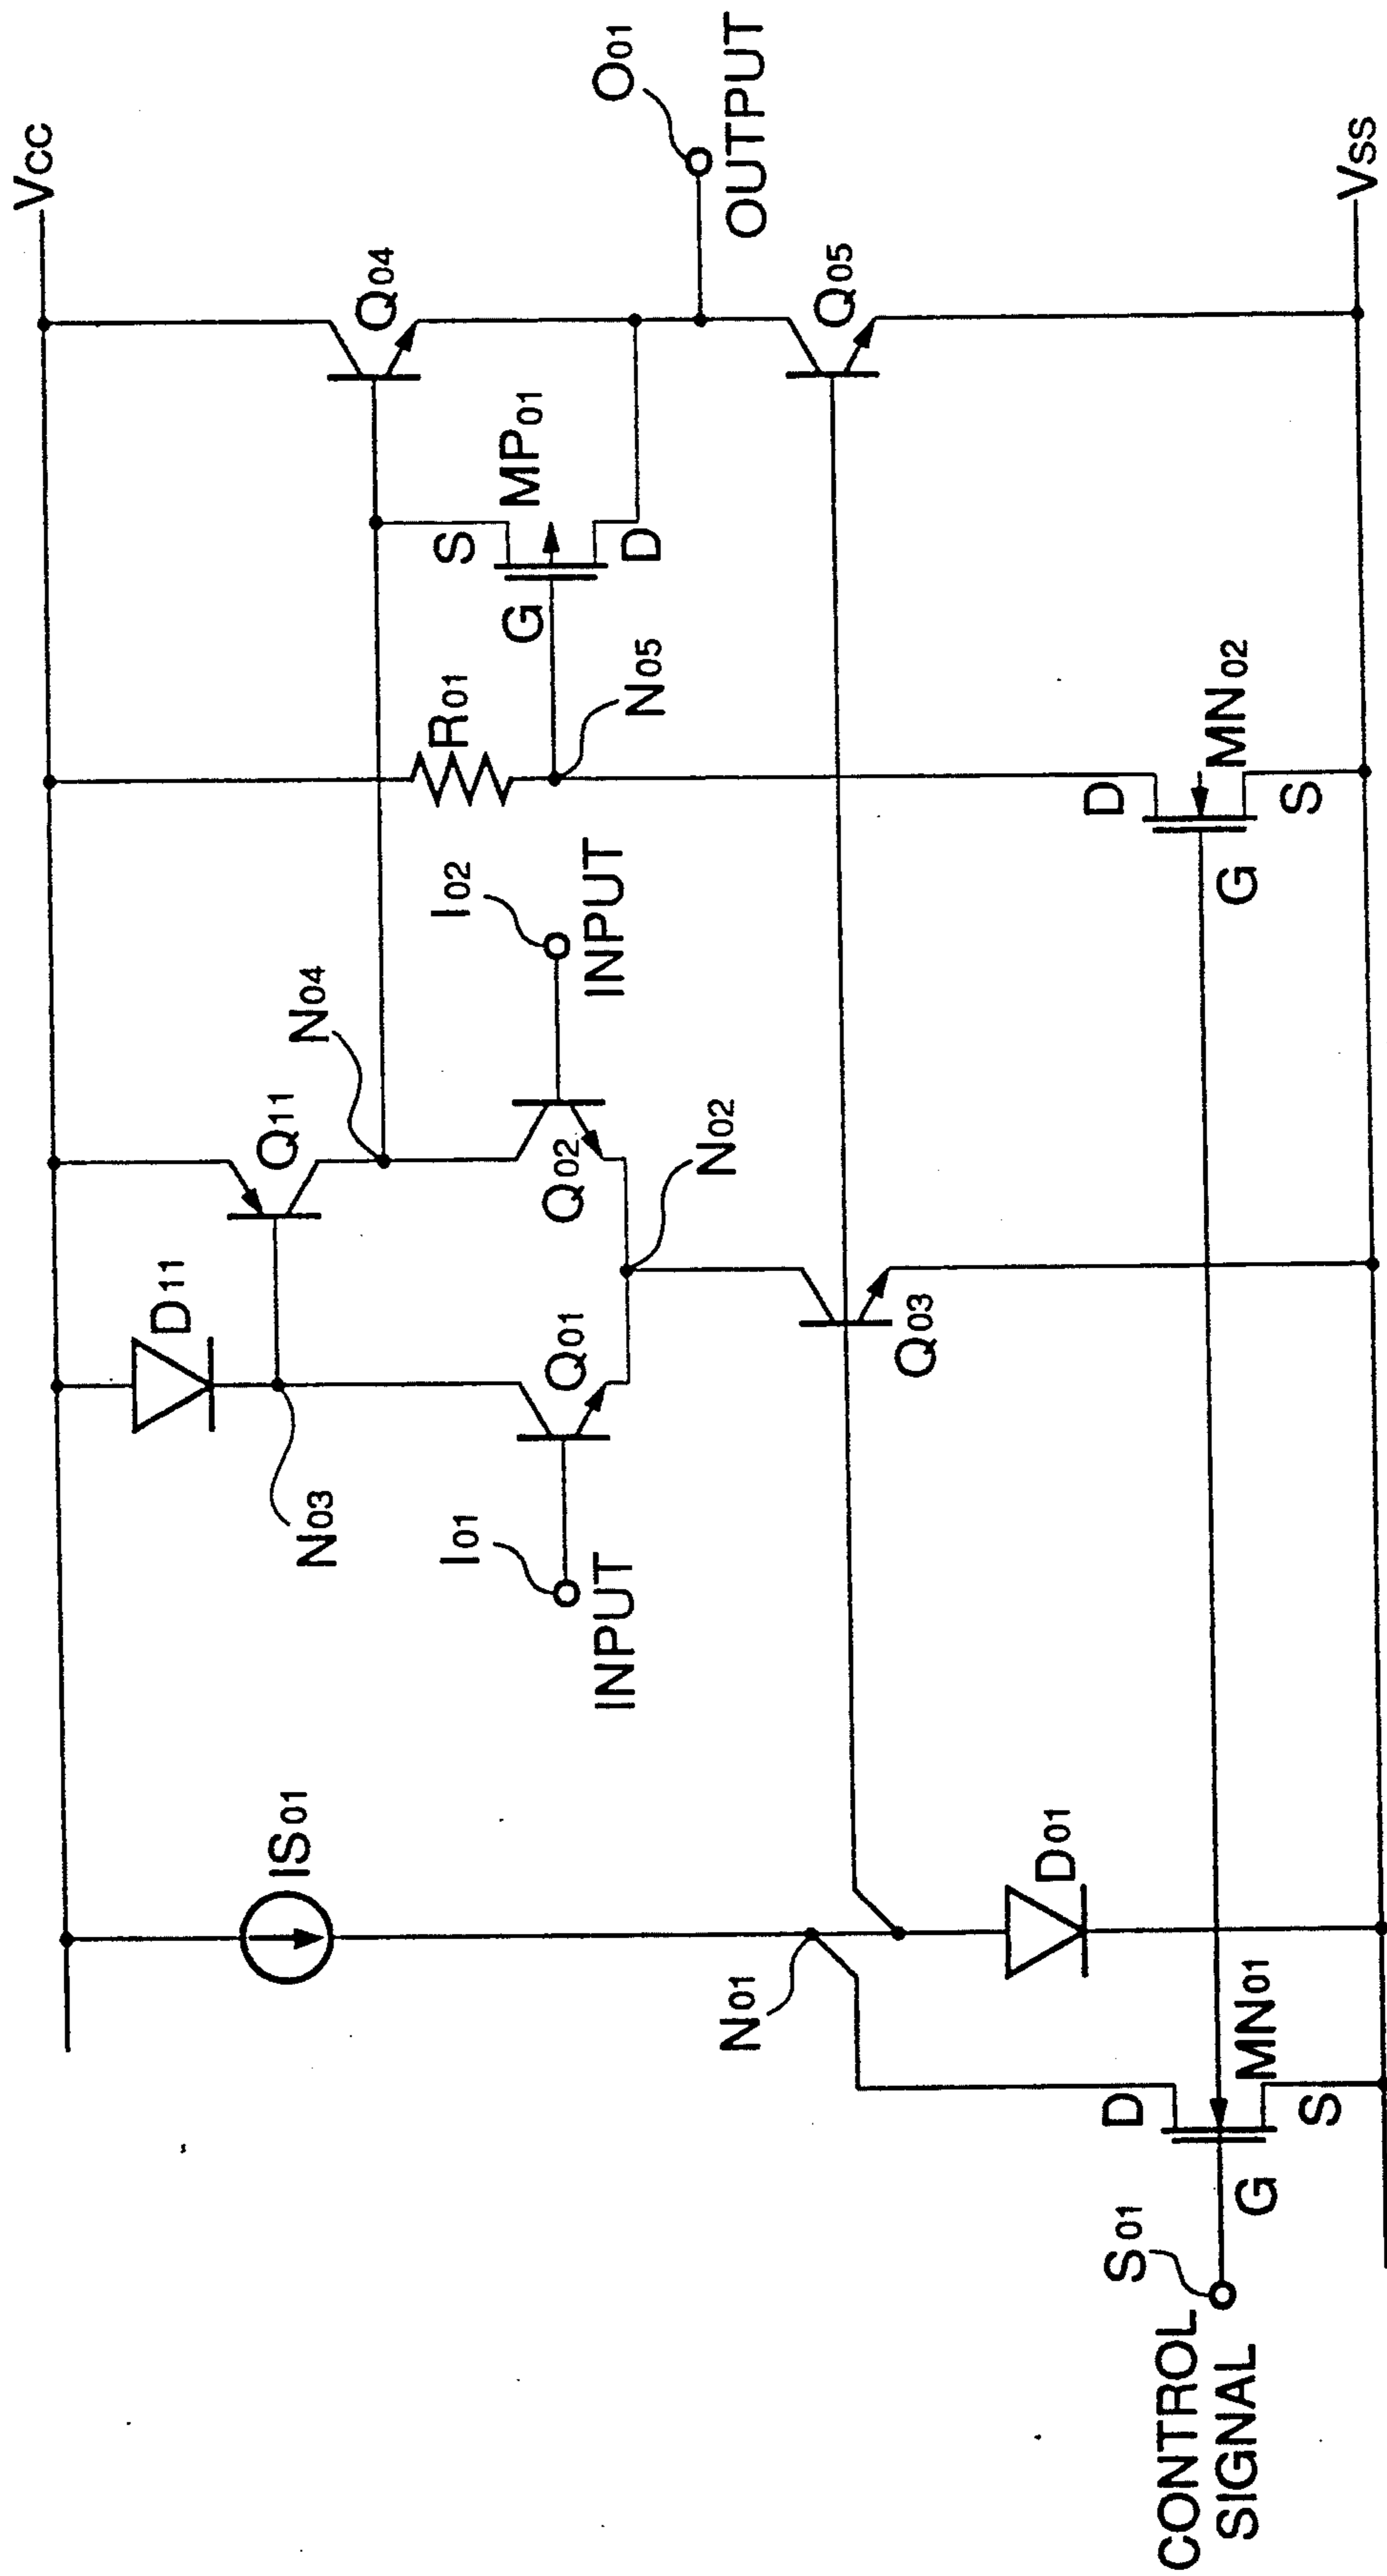 VCC
VSS
CONTROL
SIGNAL
S01
G
D
S
MN01
N01
IS01
D01
INPUT
I01
N03
D11
Q01
Q11
N04
Q02
N02
Q03
I02
INPUT
R01
N05
G
S
D
MP01
D
G
S
MN02
Q04
Q05
O01
OUTPUT